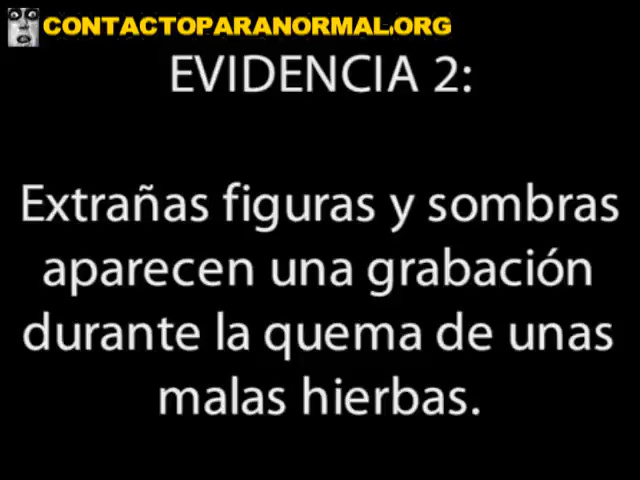 CONTACTOPARANORMAL.ORG
EVIDENCIA 2:
Extrañas figuras y sombras
aparecen una grabación
durante la quema de unas
malas hierbas.